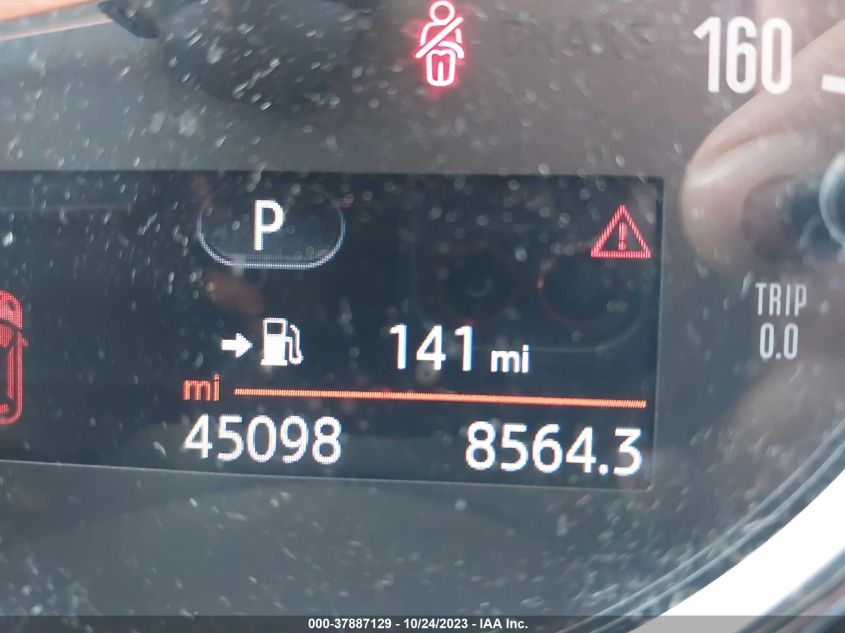 160
P
TRIP
0.0
141 mi
mi
45098 8564.3
000-37887129 - 10/24/2023 - IAA Inc.